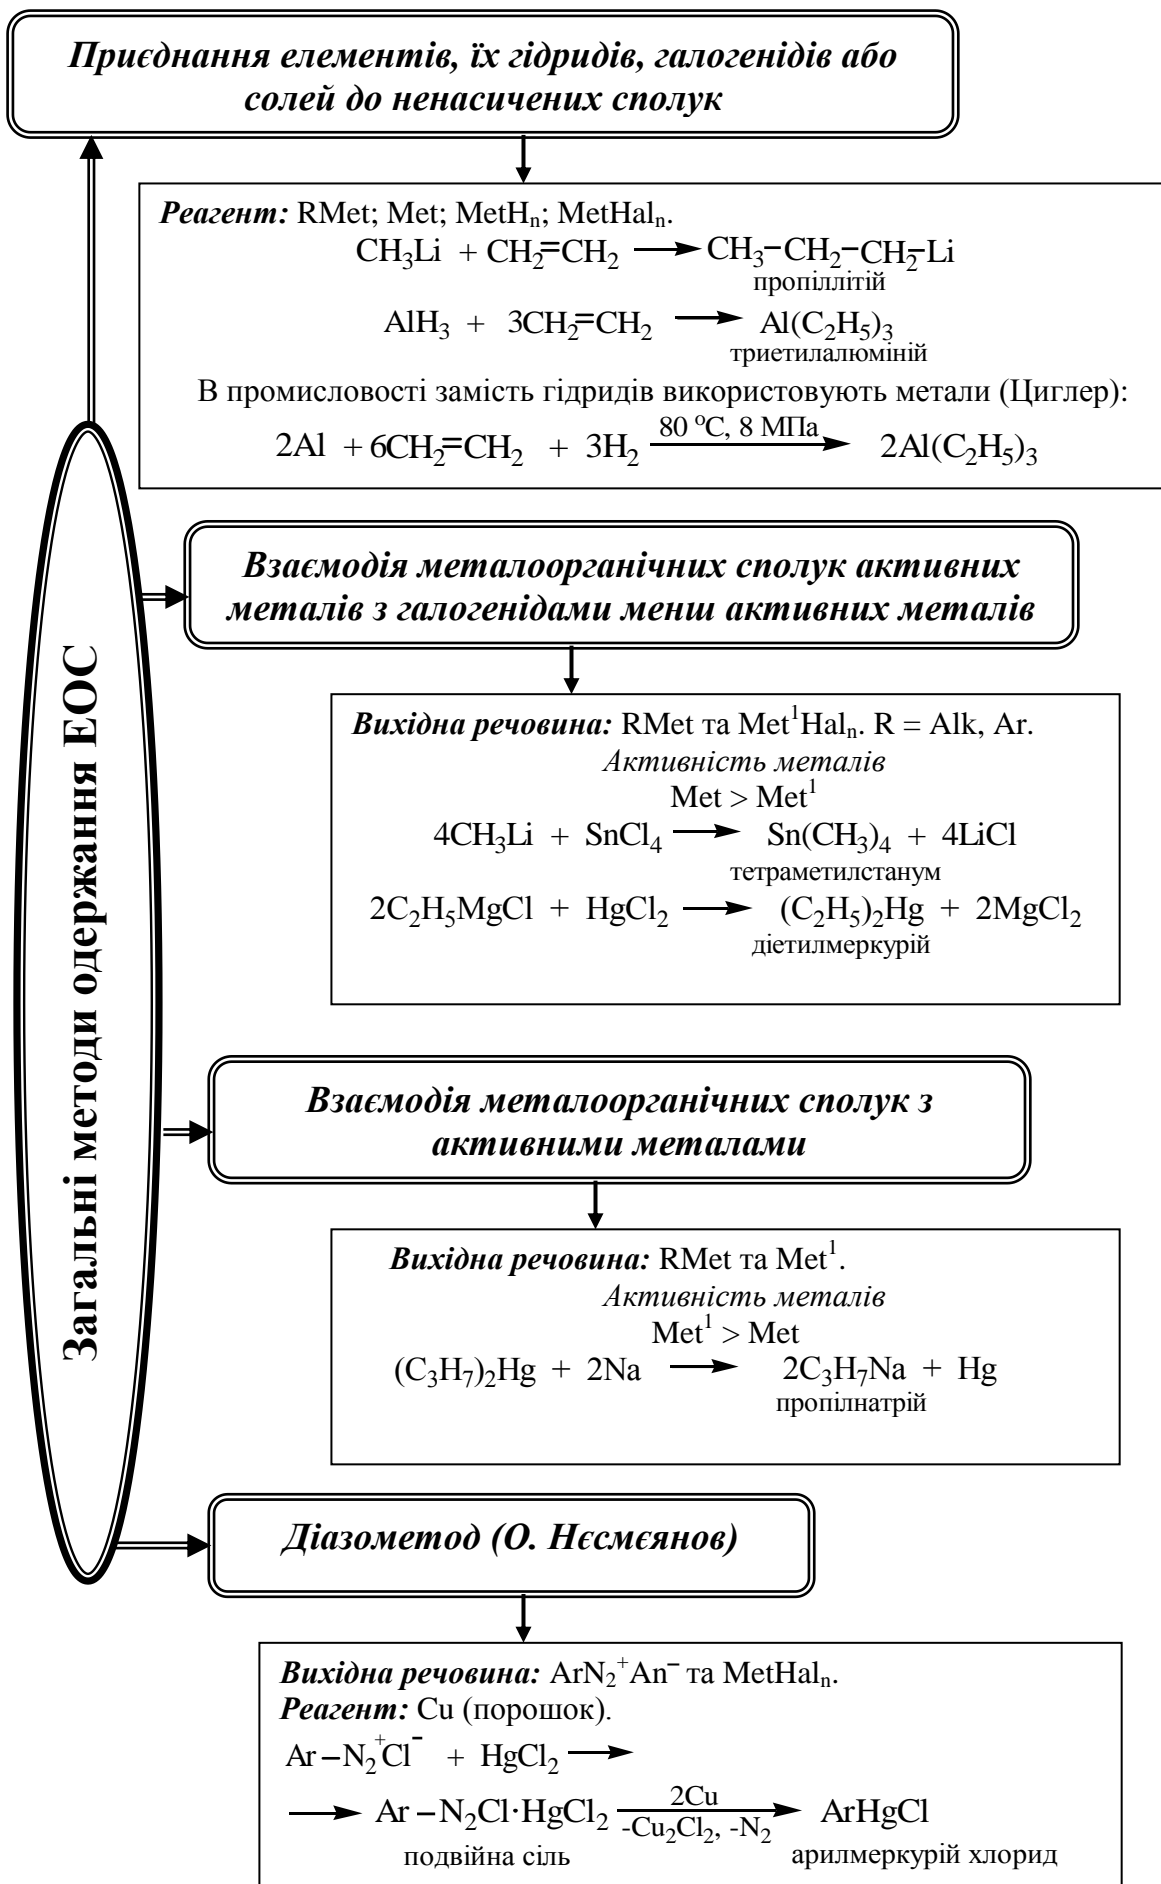 Приєднання елементів, їх гідридів, галогенідів або
солей до ненасичених сполук
Реагент: RMet; Met; MetHₙ; MetHalₙ.
CH₃Li + CH₂=CH₂ ⟶ CH₃–CH₂–CH₂–Li
пропіллітій
AlH₃ + 3CH₂=CH₂ ⟶ Al(C₂H₅)₃
триетилалюміній
В промисловості замість гідридів використовують метали (Циглер):
80 °C, 8 МПа
2Al + 6CH₂=CH₂ + 3H₂ ⟶ 2Al(C₂H₅)₃
Загальні методи одержання ЕОС
Взаємодія металоорганічних сполук активних
металів з галогенідами менш активних металів
Вихідна речовина: RMet та Met¹Halₙ. R = Alk, Ar.
Активність металів
Met > Met¹
4CH₃Li + SnCl₄ ⟶ Sn(CH₃)₄ + 4LiCl
тетраметилстанум
2C₂H₅MgCl + HgCl₂ ⟶ (C₂H₅)₂Hg + 2MgCl₂
діетилмеркурій
Взаємодія металоорганічних сполук з
активними металами
Вихідна речовина: RMet та Met¹.
Активність металів
Met¹ > Met
(C₃H₇)₂Hg + 2Na ⟶ 2C₃H₇Na + Hg
пропілнатрій
Діазометод (О. Нєсмєянов)
Вихідна речовина: ArN₂⁺An⁻ та MetHalₙ.
Реагент: Cu (порошок).
Ar–N₂⁺Cl⁻ + HgCl₂ ⟶
2Cu
⟶ Ar–N₂Cl·HgCl₂ ⟶ ArHgCl
-Cu₂Cl₂, -N₂
подвійна сіль арилмеркурій хлорид